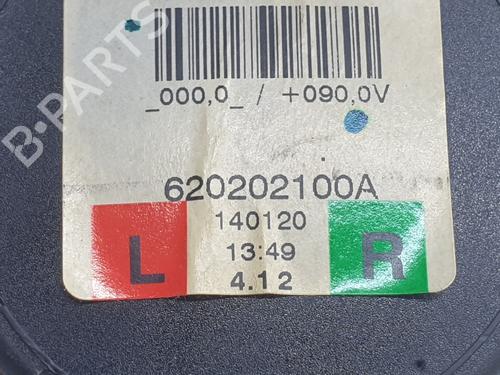 _000,0_ / +090,0V
620202100A
140120
13:49
4.12
L
R
B-PARTS